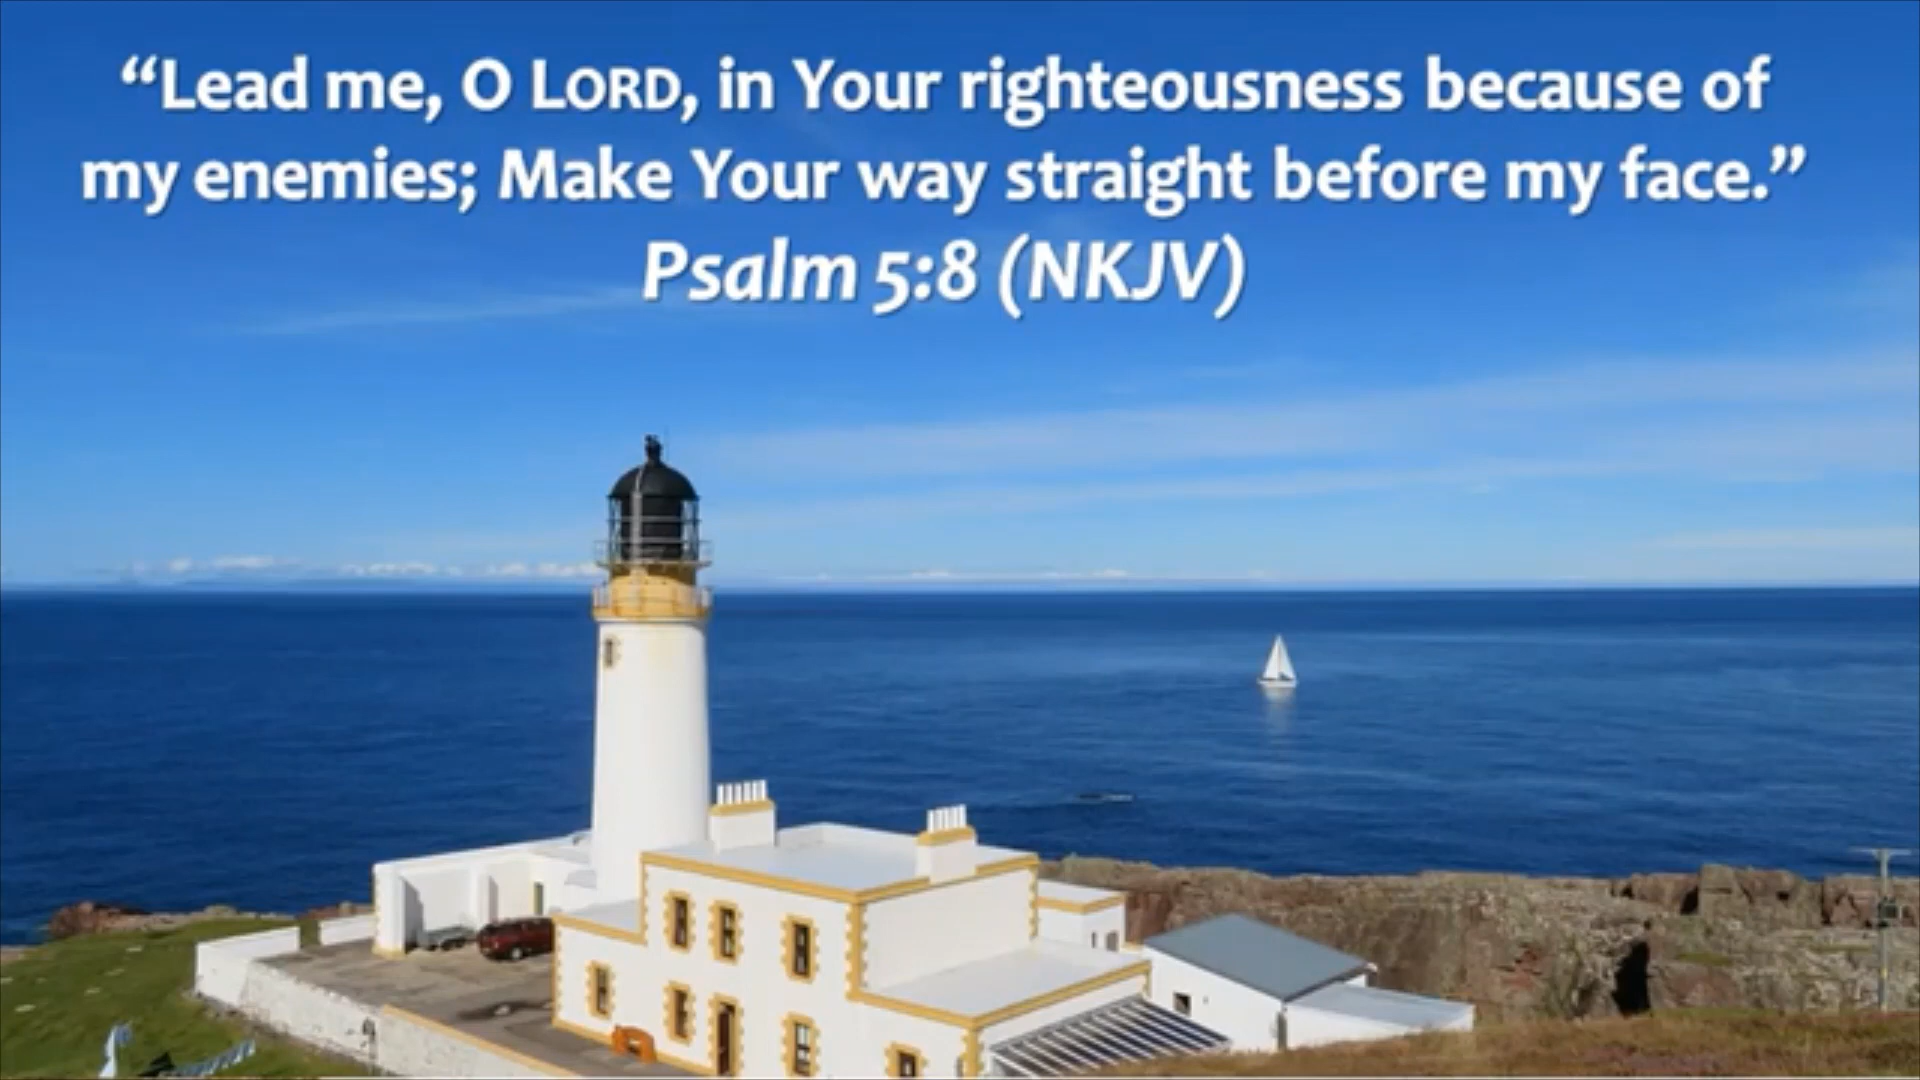 “Lead me, O LORD, in Your righteousness because of
my enemies; Make Your way straight before my face.”
Psalm 5:8 (NKJV)